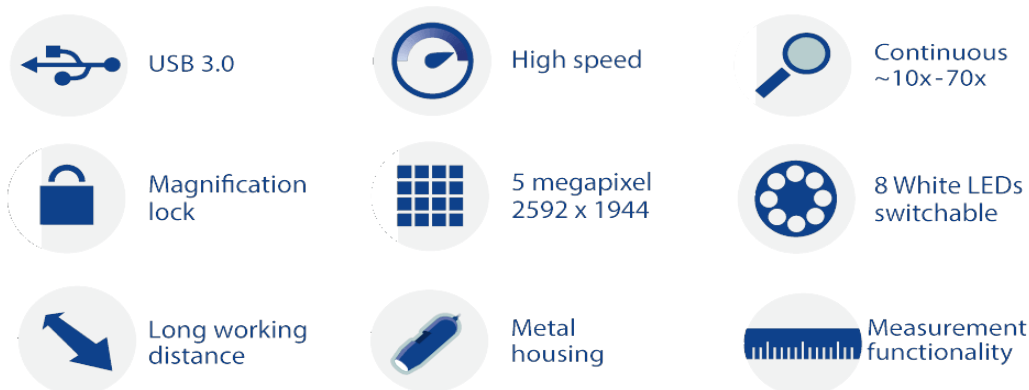 USB 3.0
High speed
Continuous
~10x-70x
Magnification
lock
5 megapixel
2592 x 1944
8 White LEDs
switchable
Long working
distance
Metal
housing
Measurement
functionality